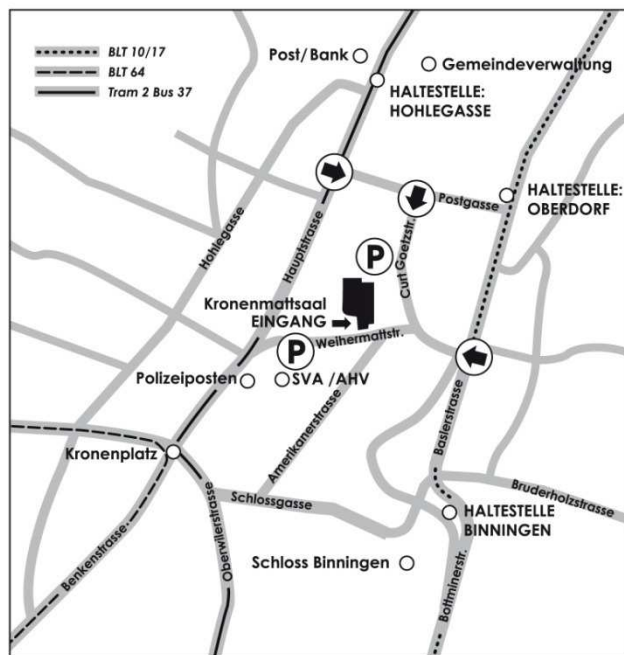 BLT 10/17
BLT 64
Tram 2 Bus 37
Post/Bank
Gemeindeverwaltung
HALTESTELLE:
HOHLEGASSE
HALTESTELLE:
OBERDORF
Postgasse
Hohlegasse
Hauptstrasse
Curt Goetzstr.
P
Kronenmattsaal
EINGANG
Weihermattstr.
P
Polizeiposten
SVA /AHV
Amerikanerstrasse
Baslerstrasse
Kronenplatz
Schlossgasse
Bruderholzstrasse
HALTESTELLE
BINNINGEN
Oberwilerstrasse
Benkenstrasse
Schloss Binningen
Bottminerstr.